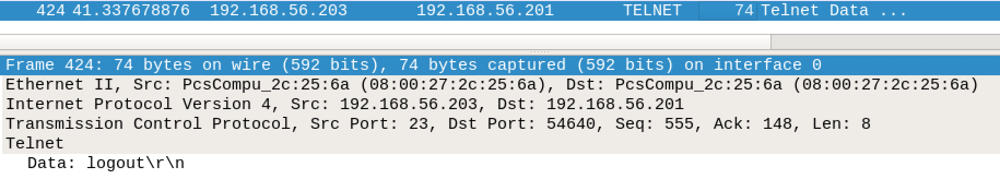 424 41.337678876 192.168.56.203 192.168.56.201 TELNET 74 Telnet Data ...
Frame 424: 74 bytes on wire (592 bits), 74 bytes captured (592 bits) on interface 0
Ethernet II, Src: PcsCompu_2c:25:6a (08:00:27:2c:25:6a), Dst: PcsCompu_2c:25:6a (08:00:27:2c:25:6a)
Internet Protocol Version 4, Src: 192.168.56.203, Dst: 192.168.56.201
Transmission Control Protocol, Src Port: 23, Dst Port: 54640, Seq: 555, Ack: 148, Len: 8
Telnet
Data: logout\r\n